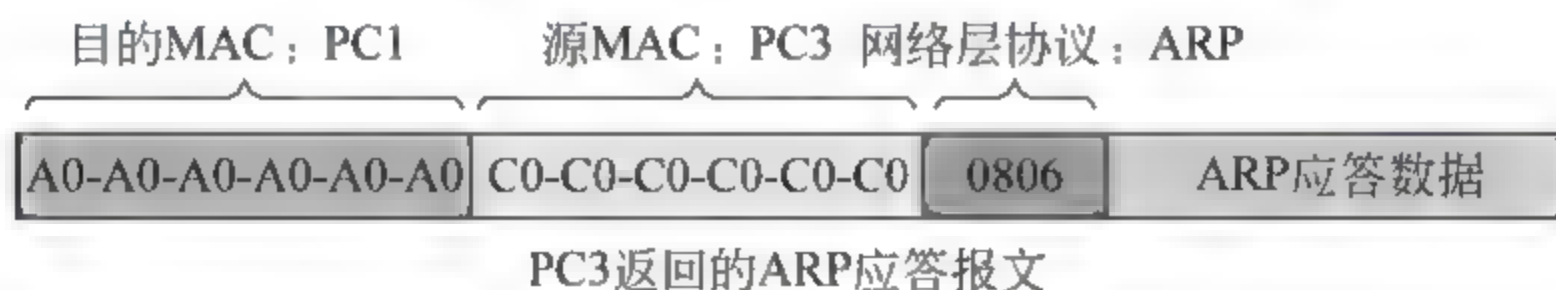 目的MAC：PC1 源MAC：PC3 网络层协议：ARP
A0-A0-A0-A0-A0-A0 C0-C0-C0-C0-C0-C0 0806 ARP应答数据
PC3返回的ARP应答报文